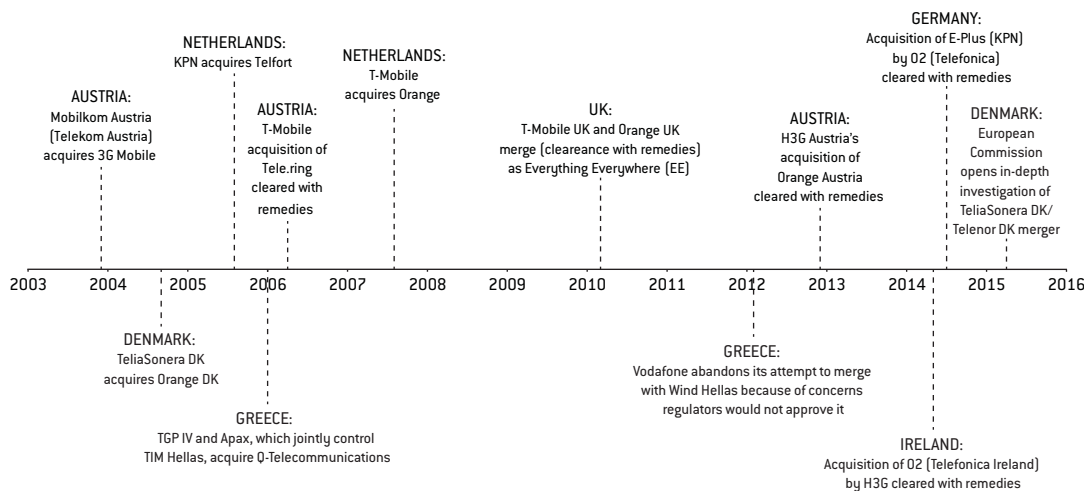 GERMANY:
Acquisition of E-Plus (KPN)
by O2 (Telefonica)
cleared with remedies
NETHERLANDS:
KPN acquires Telfort
NETHERLANDS:
T-Mobile
acquires Orange
AUSTRIA:
Mobilkom Austria
(Telekom Austria)
acquires 3G Mobile
AUSTRIA:
T-Mobile
acquisition of
Tele.ring
cleared with
remedies
UK:
T-Mobile UK and Orange UK
merge (cleareance with remedies)
as Everything Everywhere (EE)
AUSTRIA:
H3G Austria's
acquisition of
Orange Austria
cleared with remedies
DENMARK:
European
Commission
opens in-depth
investigation of
TeliaSonera DK/
Telenor DK merger
2003 2004 2005 2006 2007 2008 2009 2010 2011 2012 2013 2014 2015 2016
DENMARK:
TeliaSonera DK
acquires Orange DK
GREECE:
TGP IV and Apax, which jointly control
TIM Hellas, acquire Q-Telecommunications
GREECE:
Vodafone abandons its attempt to merge
with Wind Hellas because of concerns
regulators would not approve it
IRELAND:
Acquisition of O2 (Telefonica Ireland)
by H3G cleared with remedies